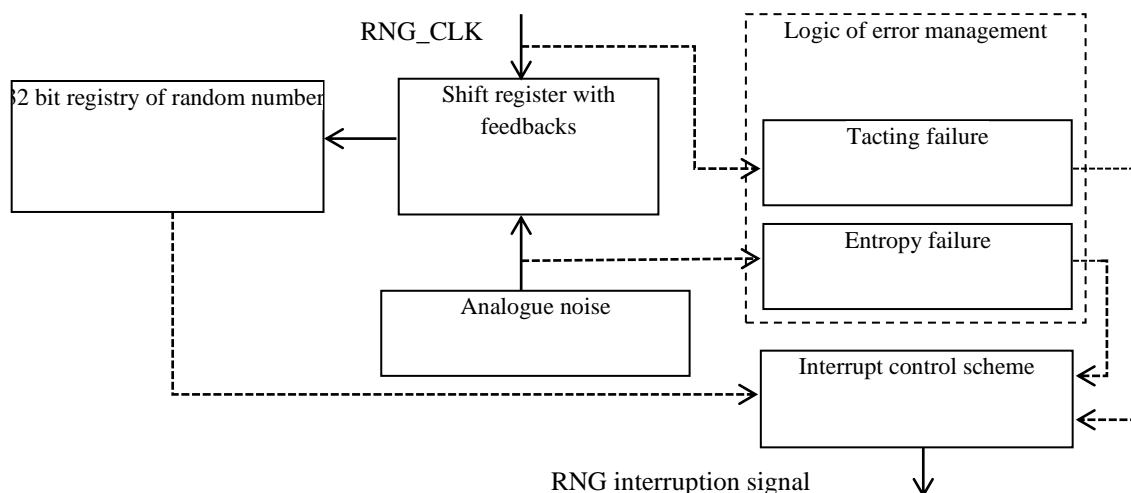 RNG_CLK
Logic of error management
32 bit registry of random number
Shift register with
feedbacks
Tacting failure
Entropy failure
Analogue noise
Interrupt control scheme
RNG interruption signal